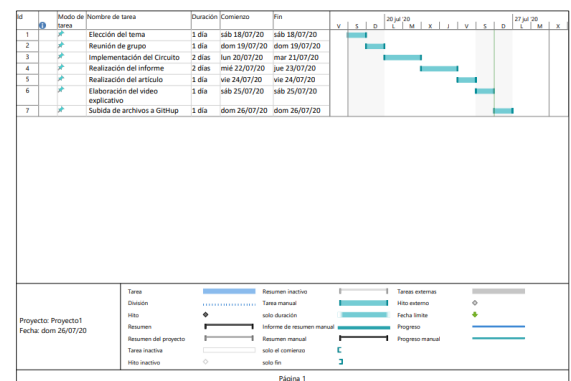 Id Modo de tarea Nombre de tarea Duración Comienzo Fin 20 jul '20 27 jul '20
V S D L M X J V S D L M X
1 Elección del tema 1 día sáb 18/07/20 sáb 18/07/20
2 Reunión de grupo 1 día dom 19/07/20 dom 19/07/20
3 Implementación del Circuito 2 días lun 20/07/20 mar 21/07/20
4 Realización del informe 2 días mié 22/07/20 jue 23/07/20
5 Realización del artículo 1 día vie 24/07/20 vie 24/07/20
6 Elaboración del video explicativo 1 día sáb 25/07/20 sáb 25/07/20
7 Subida de archivos a GitHup 1 día dom 26/07/20 dom 26/07/20
Proyecto: Proyecto1
Fecha: dom 26/07/20
Tarea Resumen inactivo Tareas externas
División Tarea manual Hito externo
Hito solo duración Fecha límite
Resumen Informe de resumen manual Progreso
Resumen del proyecto Resumen manual Progreso manual
Tarea inactiva solo el comienzo
Hito inactivo solo fin
Página 1